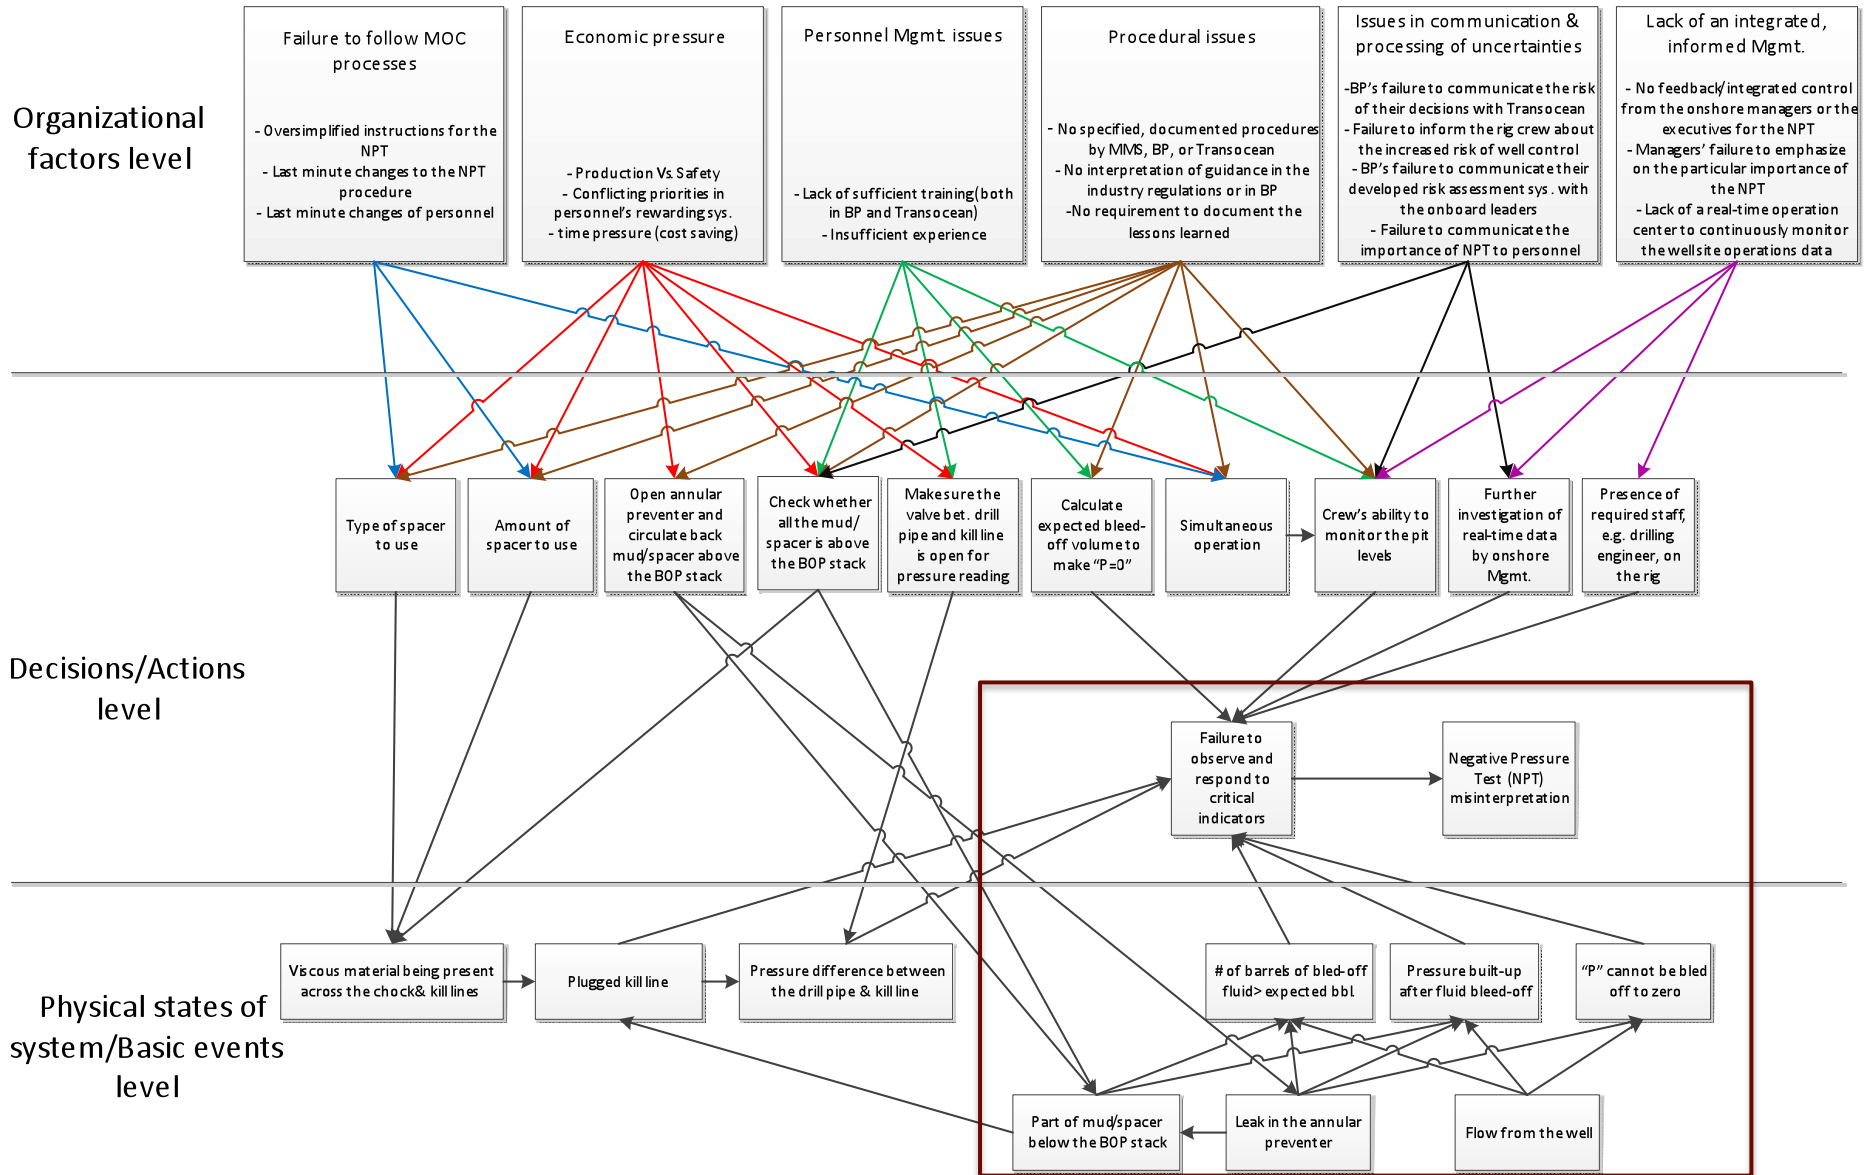 Organizational
factors level
Failure to follow MOC
processes
- Oversimplified instructions for the
NPT
- Last minute changes to the NPT
procedure
- Last minute changes of personnel
Economic pressure
- Production Vs. Safety
- Conflicting priorities in
personnel's rewarding sys.
- time pressure (cost saving)
Personnel Mgmt. issues
- Lack of sufficient training(both
in BP and Transocean)
- Insufficient experience
Procedural issues
- No specified, documented procedures
by MMS, BP, or Transocean
- No interpretation of guidance in the
industry regulations or in BP
-No requirement to document the
lessons learned
Issues in communication &
processing of uncertainties
-BP's failure to communicate the risk
of their decisions with Transocean
- Failure to inform the rig crew about
the increased risk of well control
- BP's failure to communicate their
developed risk assessment sys. with
the onboard leaders
- Failure to communicate the
importance of NPT to personnel
Lack of an integrated,
informed Mgmt.
- No feedback/integrated control
from the onshore managers or the
executives for the NPT
- Managers' failure to emphasize
on the particular importance of
the NPT
- Lack of a real-time operation
center to continuously monitor
the wellsite operations data
Decisions/Actions
level
Type of spacer
to use
Amount of
spacer to use
Open annular
preventer and
circulate back
mud/spacer above
the BOP stack
Check whether
all the mud/
spacer is above
the BOP stack
Make sure the
valve bet. drill
pipe and kill line
is open for
pressure reading
Calculate
expected bleed-
off volume to
make "P=0"
Simultaneous
operation
Crew's ability to
monitor the pit
levels
Further
investigation of
real-time data
by onshore
Mgmt.
Presence of
required staff,
e.g. drilling
engineer, on
the rig
Failure to
observe and
respond to
critical
indicators
Negative Pressure
Test (NPT)
misinterpretation
Physical states of
system/Basic events
level
Viscous material being present
across the chock& kill lines
Plugged kill line
Pressure difference between
the drill pipe & kill line
# of barrels of bled-off
fluid> expected bbl.
Pressure built-up
after fluid bleed-off
"P" cannot be bled
off to zero
Part of mud/spacer
below the BOP stack
Leak in the annular
preventer
Flow from the well